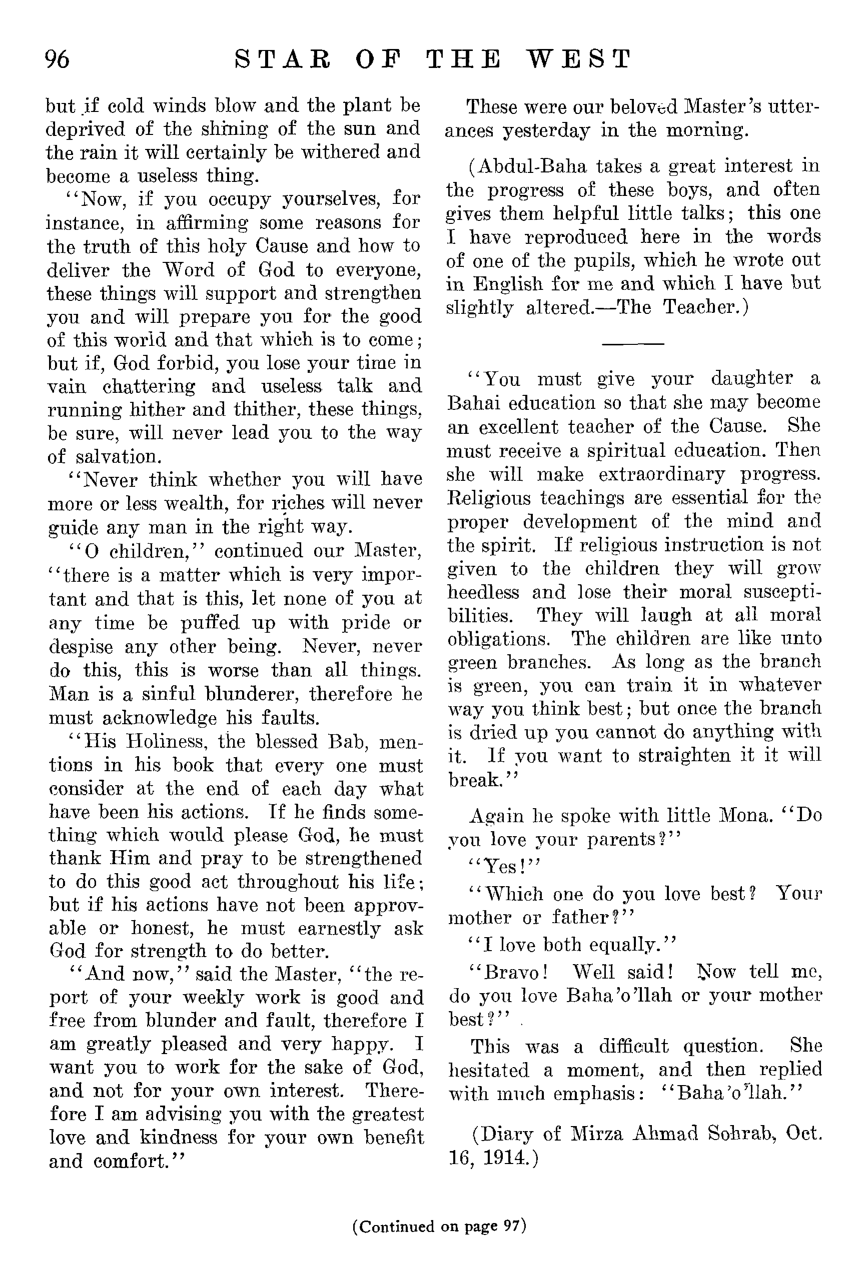 96 STAR OF THE WEST
but if cold winds blow and the plant be
deprived of the shining of the sun and
the rain it will certainly be withered and
become a useless thing.
"Now, if you occupy yourselves, for
instance, in affirming some reasons for
the truth of this holy Cause and how to
deliver the Word of God to everyone,
these things will support and strengthen
you and will prepare you for the good
of this world and that which is to come;
but if, God forbid, you lose your time in
vain chattering and useless talk and
running hither and thither, these things,
be sure, will never lead you to the way
of salvation.
"Never think whether you will have
more or less wealth, for riches will never
guide any man in the right way.
"O children," continued our Master,
"there is a matter which is very impor-
tant and that is this, let none of you at
any time be puffed up with pride or
despise any other being. Never, never
do this, this is worse than all things.
Man is a sinful blunderer, therefore he
must acknowledge his faults.
"His Holiness, the blessed Bab, men-
tions in his book that every one must
consider at the end of each day what
have been his actions. If he finds some-
thing which would please God, he must
thank Him and pray to be strengthened
to do this good act throughout his life;
but if his actions have not been approv-
able or honest, he must earnestly ask
God for strength to do better.
"And now," said the Master, "the re-
port of your weekly work is good and
free from blunder and fault, therefore I
am greatly pleased and very happy. I
want you to work for the sake of God,
and not for your own interest. There-
fore I am advising you with the greatest
love and kindness for your own benefit
and comfort."
These were our beloved Master's utter-
ances yesterday in the morning.
(Abdul-Baha takes a great interest in
the progress of these boys, and often
gives them helpful little talks; this one
I have reproduced here in the words
of one of the pupils, which he wrote out
in English for me and which I have but
slightly altered.—The Teacher.)
"You must give your daughter a
Bahai education so that she may become
an excellent teacher of the Cause. She
must receive a spiritual education. Then
she will make extraordinary progress.
Religious teachings are essential for the
proper development of the mind and
the spirit. If religious instruction is not
given to the children they will grow
heedless and lose their moral suscepti-
bilities. They will laugh at all moral
obligations. The children are like unto
green branches. As long as the branch
is green, you can train it in whatever
way you think best; but once the branch
is dried up you cannot do anything with
it. If you want to straighten it it will
break."
Again he spoke with little Mona. "Do
you love your parents?"
"Yes!"
"Which one do you love best? Your
mother or father?"
"I love both equally."
"Bravo! Well said! Now tell me,
do you love Baha'o'llah or your mother
best?"
This was a difficult question. She
hesitated a moment, and then replied
with much emphasis: "Baha'o'llah."
(Diary of Mirza Ahmad Sohrab, Oct.
16, 1914.)
(Continued on page 97)